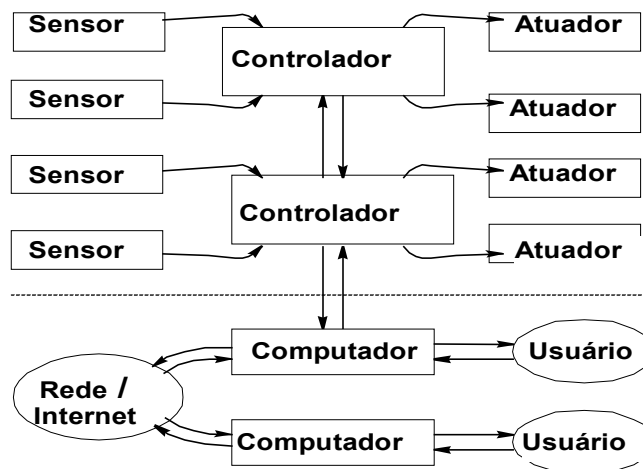 Sensor
Controlador
Atuador
Sensor
Atuador
Sensor
Controlador
Atuador
Sensor
Atuador
Computador
Usuário
Rede /
Internet
Computador
Usuário